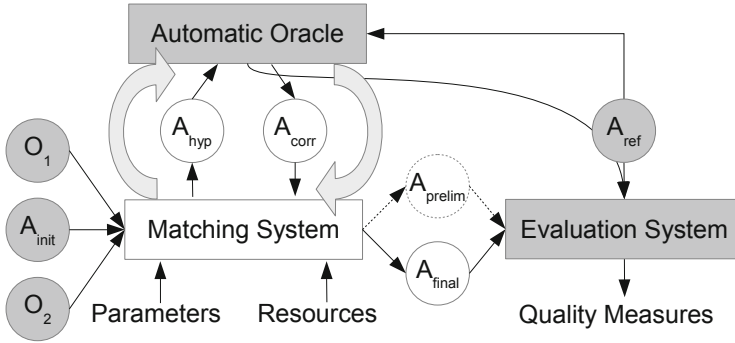 Automatic Oracle
A_hyp
A_corr
A_ref
O_1
A_init
O_2
Matching System
A_prelim
A_final
Evaluation System
Parameters
Resources
Quality Measures